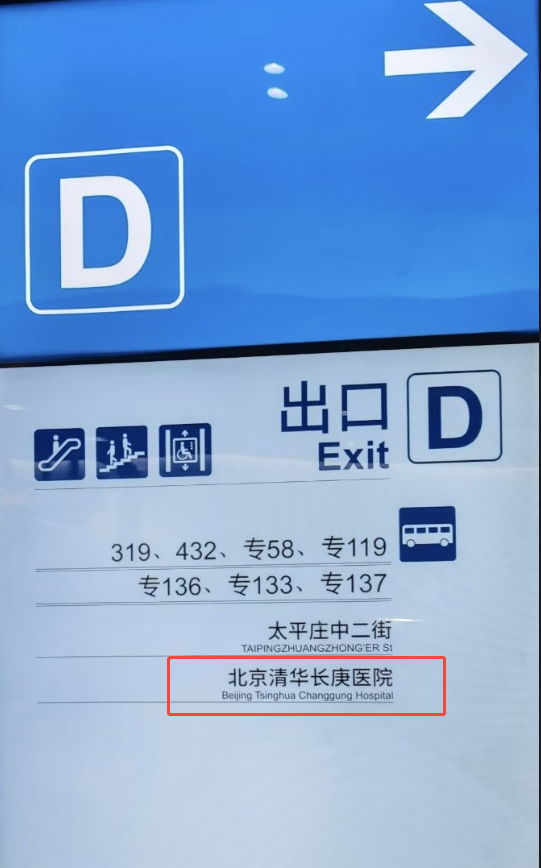 D
出口 D
Exit
319、432、专58、专119
专136、专133、专137
太平庄中二街
TAIPINGZHUANGZHONG'ER St
北京清华长庚医院
Beijing Tsinghua Changgung Hospital